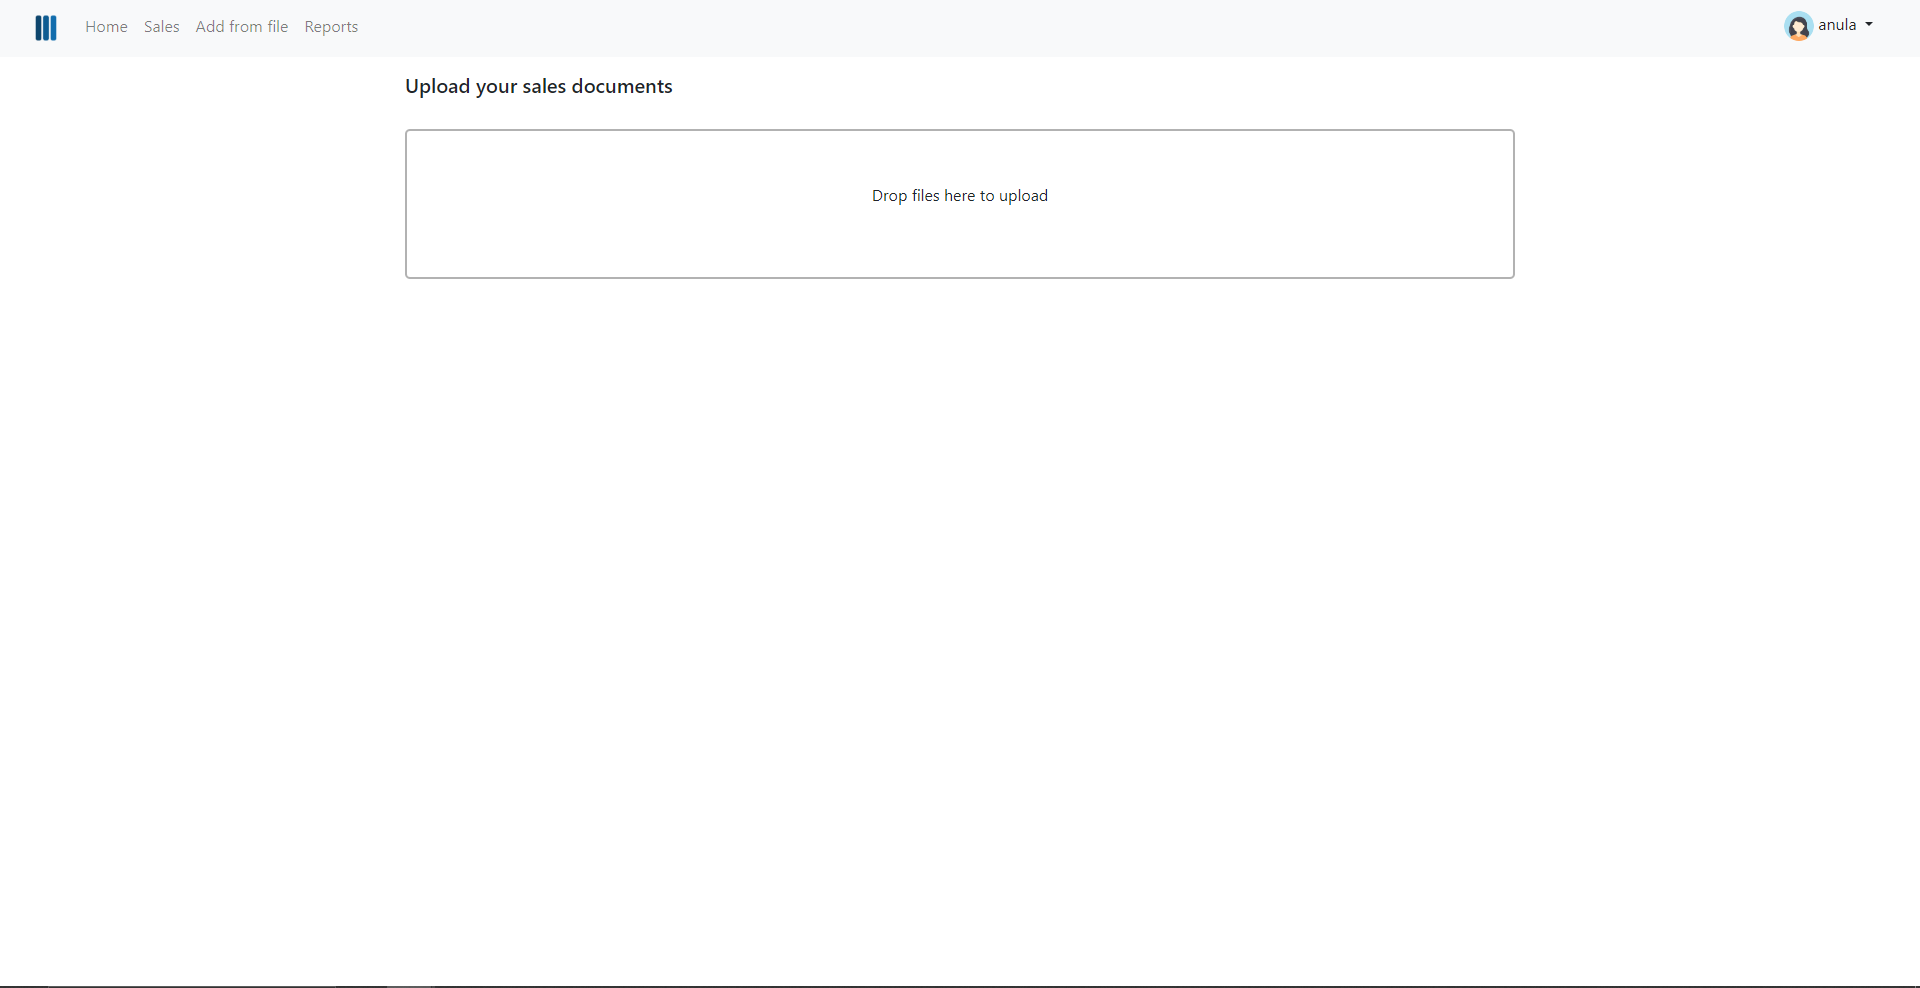 Home Sales Add from file Reports anula
Upload your sales documents
Drop files here to upload